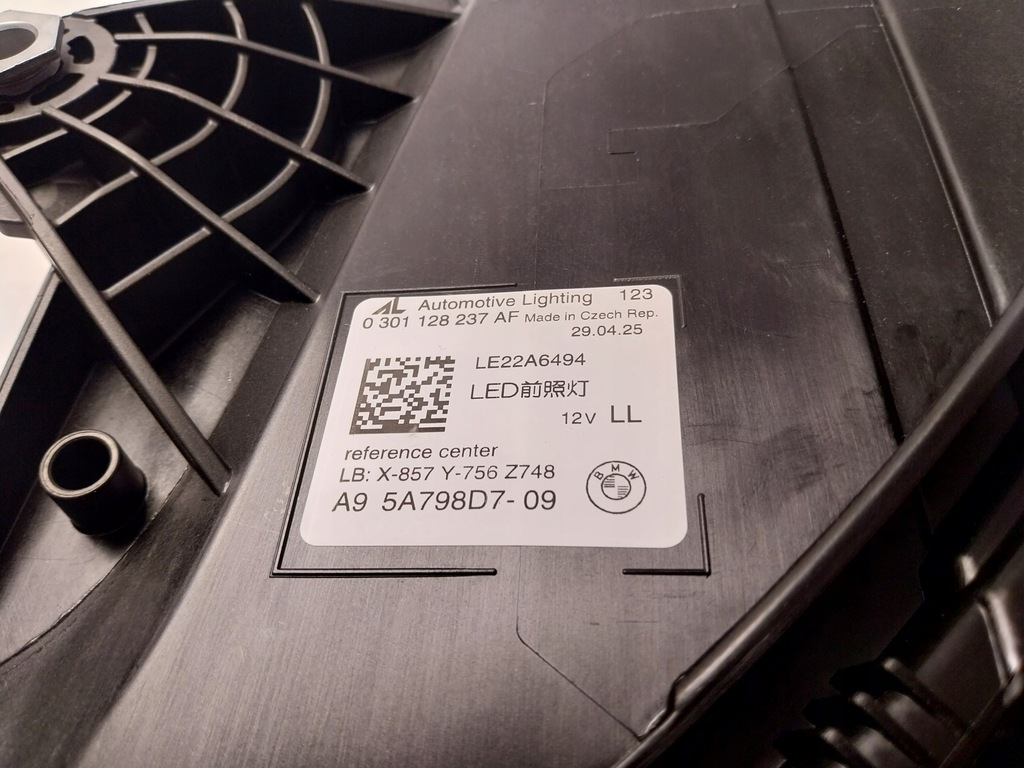 AL Automotive Lighting 123
0 301 128 237 AF Made in Czech Rep.
29.04.25
LE22A6494
LED前照灯
12V LL
reference center
LB: X-857 Y-756 Z748
A9 5A798D7-09
BMW